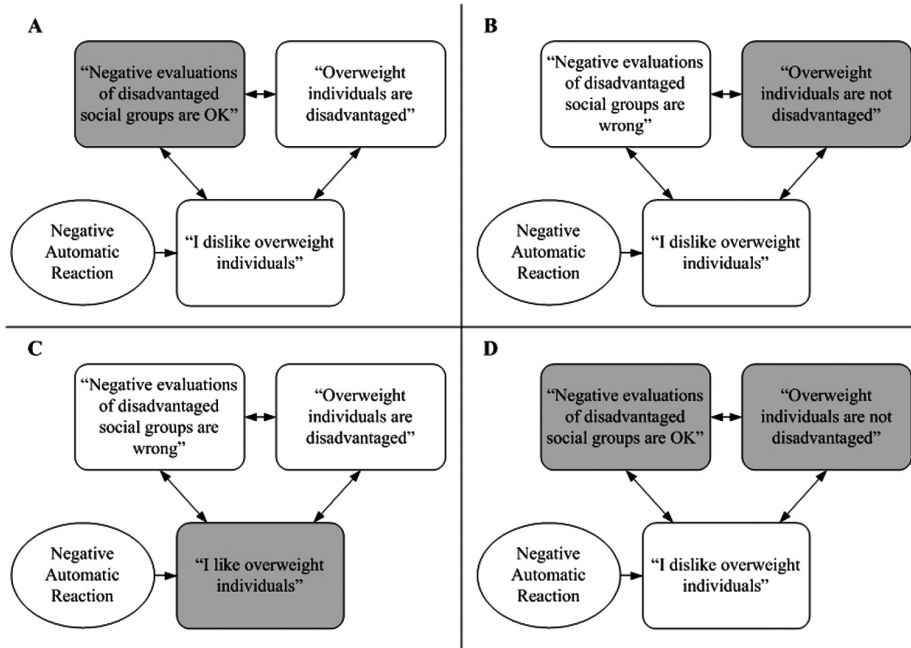 A
“Negative evaluations
of disadvantaged
social groups are OK”
“Overweight
individuals are
disadvantaged”
Negative
Automatic
Reaction
“I dislike overweight
individuals”
B
“Negative evaluations
of disadvantaged
social groups are
wrong”
“Overweight
individuals are not
disadvantaged”
Negative
Automatic
Reaction
“I dislike overweight
individuals”
C
“Negative evaluations
of disadvantaged
social groups are
wrong”
“Overweight
individuals are
disadvantaged”
Negative
Automatic
Reaction
“I like overweight
individuals”
D
“Negative evaluations
of disadvantaged
social groups are OK”
“Overweight
individuals are not
disadvantaged”
Negative
Automatic
Reaction
“I dislike overweight
individuals”